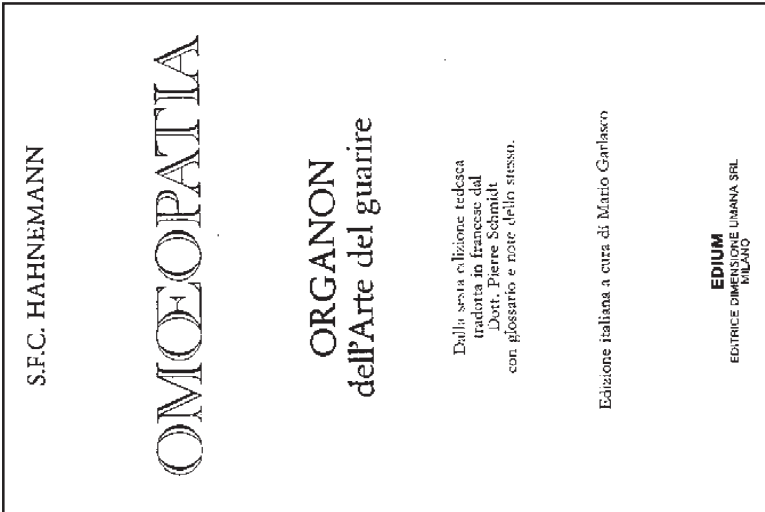 S.F.C. HAHNEMANN
OMŒOPATIA
ORGANON
dell'Arte del guarire
Dalla sesta edizione tedesca
tradotta in francese dal
Dott. Pierre Schmidt
con glossario e note dello stesso.
Edizione italiana a cura di Mario Garlasco
EDIUM
EDITRICE DIMENSIONE UMANA SRL
MILANO